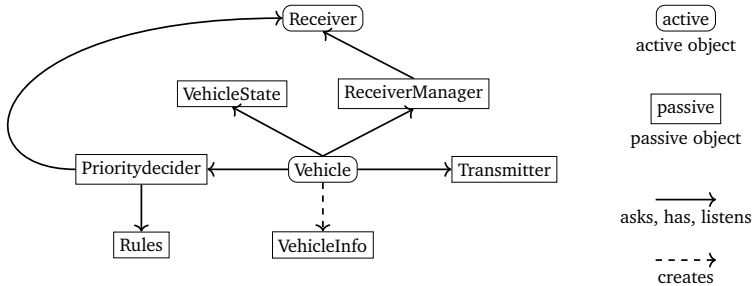 Receiver
VehicleState
ReceiverManager
Prioritydecider
Vehicle
Transmitter
Rules
VehicleInfo
active
active object
passive
passive object
asks, has, listens
creates